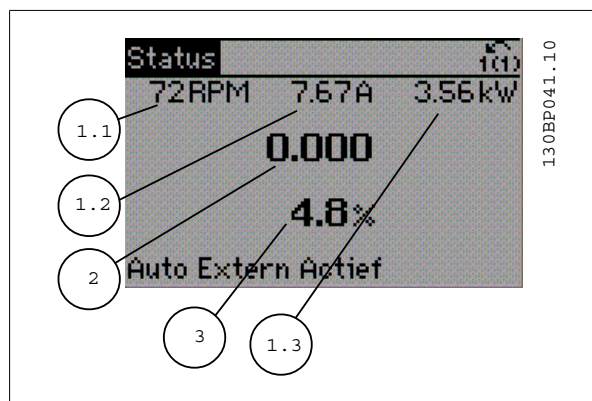 Status
1(1)
72RPM 7.67A 3.56kW
0.000
4.8%
Auto Extern Actief
1.1
1.2
2
3
1.3
130BP041.10